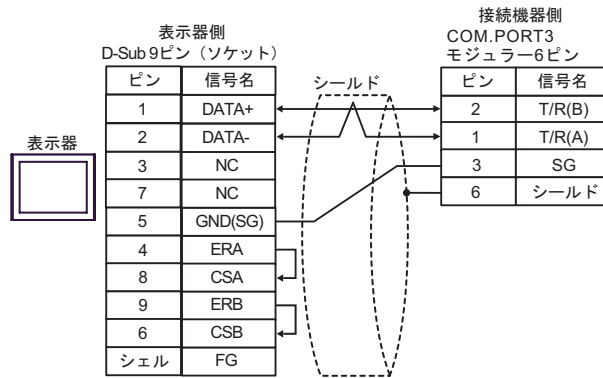 表示器側
D-Sub 9ピン（ソケット）
接続機器側
COM.PORT3
モジュラー6ピン
表示器
シールド
ピン 信号名
1 DATA+
2 DATA-
3 NC
7 NC
5 GND(SG)
4 ERA
8 CSA
9 ERB
6 CSB
シェル FG
ピン 信号名
2 T/R(B)
1 T/R(A)
3 SG
6 シールド